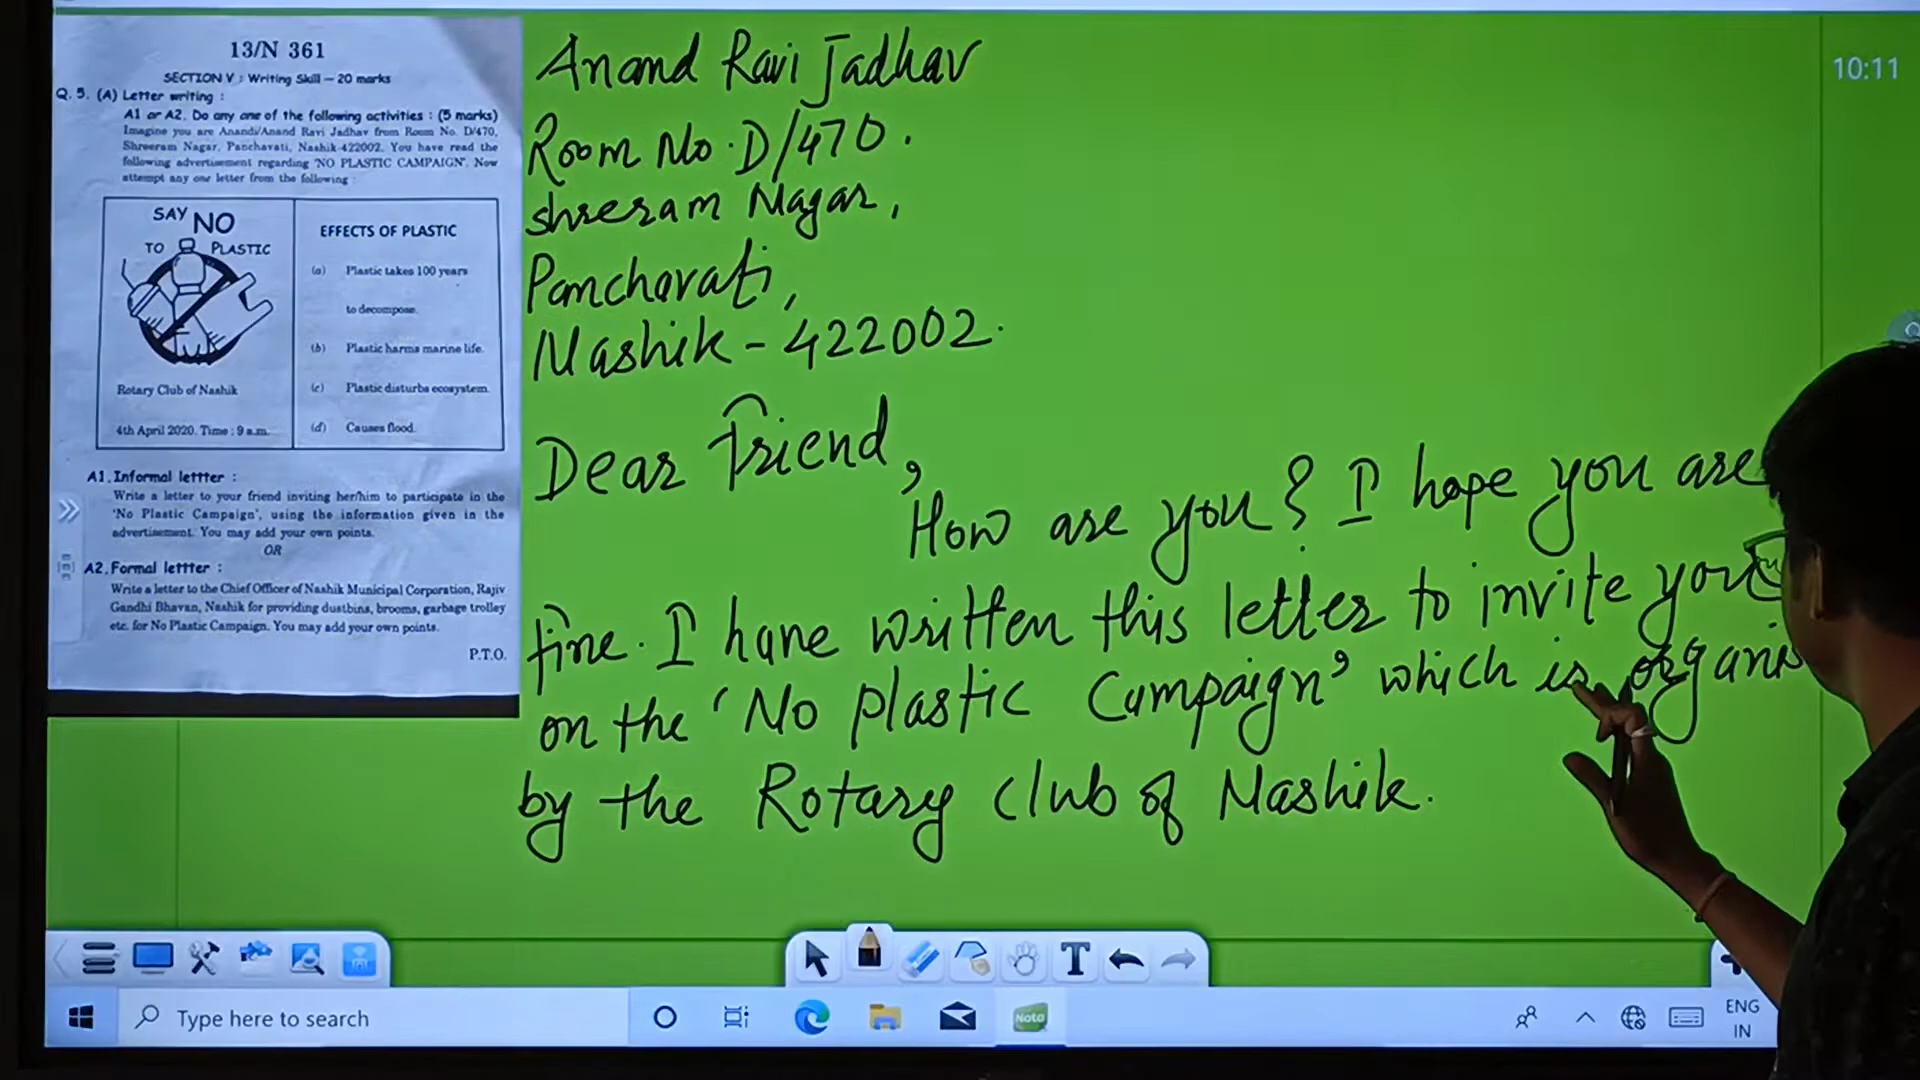 13/N 361
SECTION V : Writing Skill – 20 marks
Q. 5. (A) Letter writing :
A1 or A2. Do any one of the following activities : (5 marks)
Imagine you are Anandi/Anand Ravi Jadhav from Room No. D/470,
Shreeram Nagar, Panchavati, Nashik-422002. You have read the
following advertisement regarding 'NO PLASTIC CAMPAIGN'. Now
attempt any one letter from the following :
SAY NO
TO PLASTIC
Rotary Club of Nashik
4th April 2020. Time : 9 a.m.
EFFECTS OF PLASTIC
(a) Plastic takes 100 years
to decompose.
(b) Plastic harms marine life.
(c) Plastic disturbs ecosystem.
(d) Causes flood.
A1. Informal lettter :
Write a letter to your friend inviting her/him to participate in the
'No Plastic Campaign', using the information given in the
advertisement. You may add your own points.
OR
A2. Formal lettter :
Write a letter to the Chief Officer of Nashik Municipal Corporation, Rajiv
Gandhi Bhavan, Nashik for providing dustbins, brooms, garbage trolley
etc. for No Plastic Campaign. You may add your own points.
P.T.O.
Anand Ravi Jadhav
Room No. D/470.
Shreeram Nagar,
Panchavati,
Nashik - 422002.
Dear Friend,
How are you? I hope you are
fine. I have written this letter to invite you
on the 'No plastic Campaign' which is organis
by the Rotary Club of Nashik.
10:11
Type here to search
Note
ENG
IN